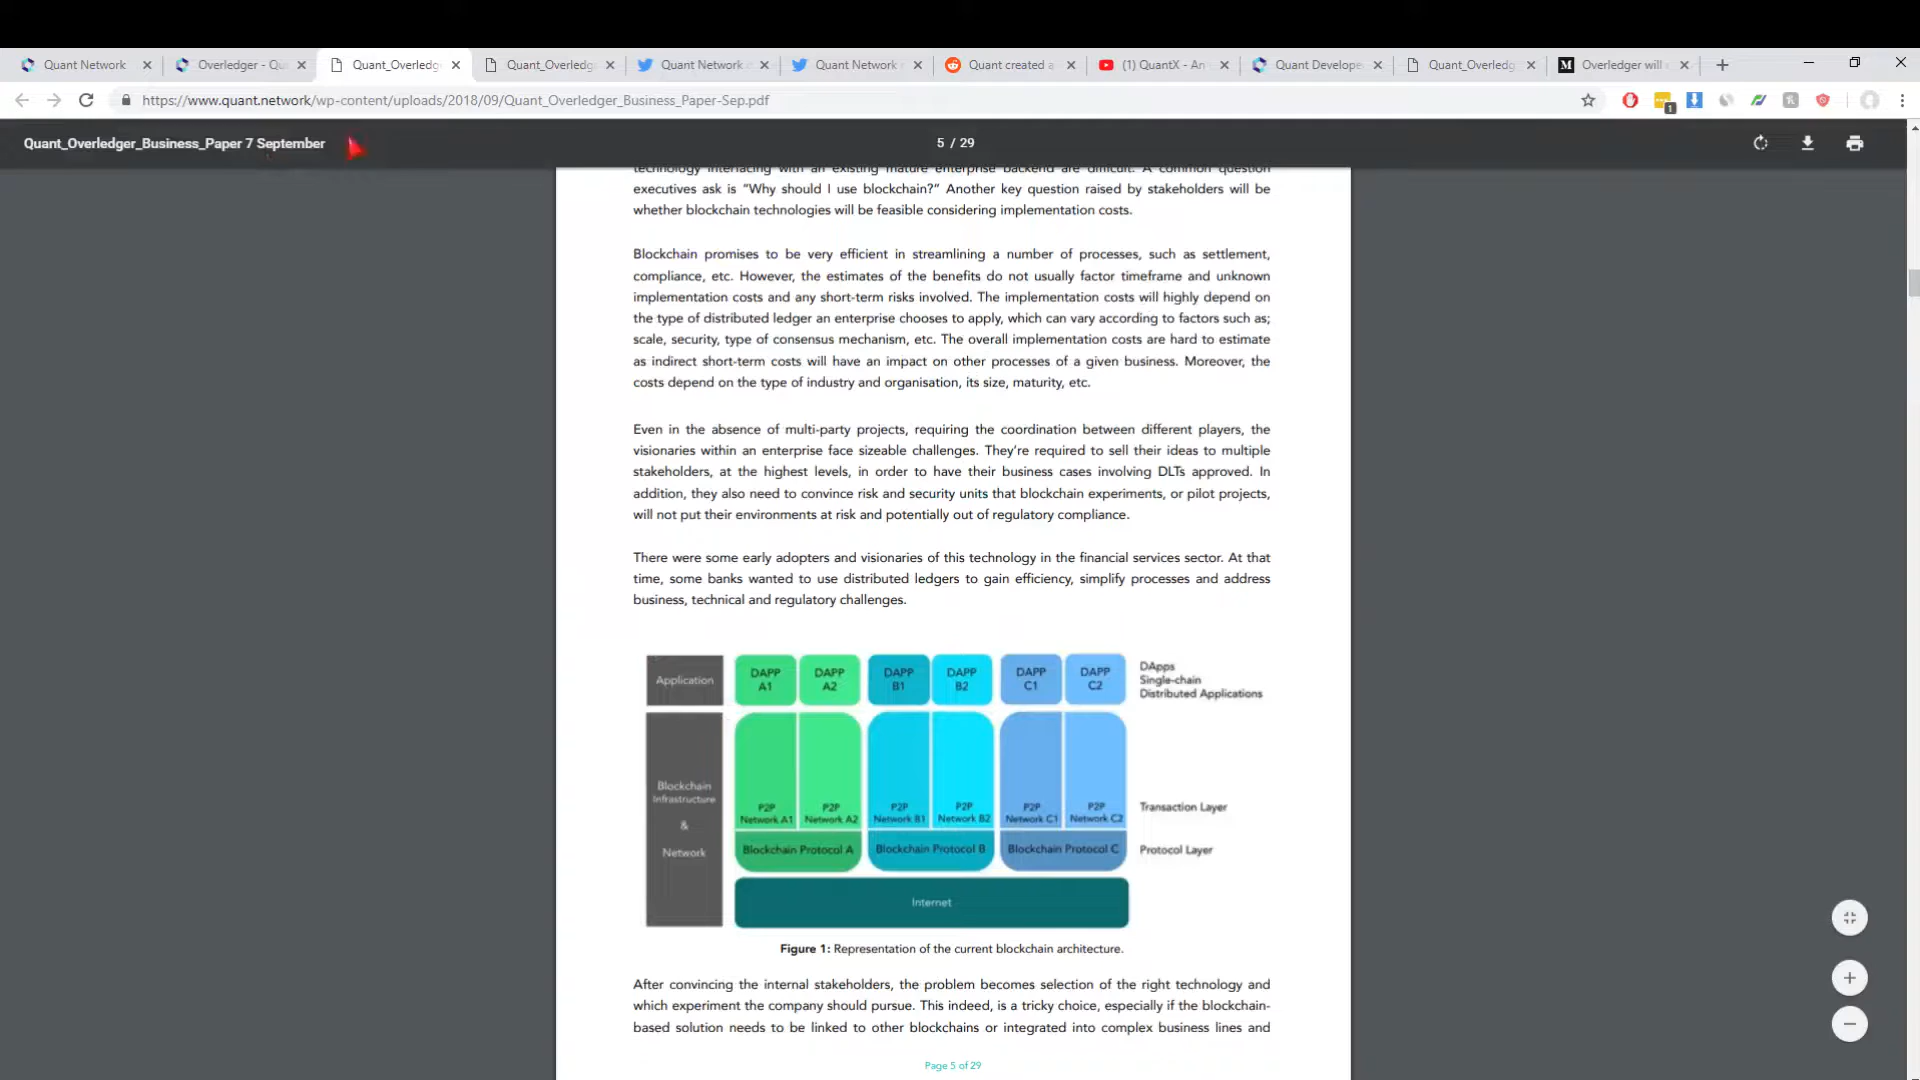 Quant Network
Overledger - Qu
Quant_Overledg
Quant_Overledg
Quant Network
Quant Network
Quant created a
(1) QuantX - An
Quant Develope
Quant_Overledg
Overledger will
https://www.quant.network/wp-content/uploads/2018/09/Quant_Overledger_Business_Paper-Sep.pdf
Quant_Overledger_Business_Paper 7 September
5 / 29
technology interfacing with an existing mature enterprise backend are difficult. A common question
executives ask is “Why should I use blockchain?” Another key question raised by stakeholders will be
whether blockchain technologies will be feasible considering implementation costs.
Blockchain promises to be very efficient in streamlining a number of processes, such as settlement,
compliance, etc. However, the estimates of the benefits do not usually factor timeframe and unknown
implementation costs and any short-term risks involved. The implementation costs will highly depend on
the type of distributed ledger an enterprise chooses to apply, which can vary according to factors such as;
scale, security, type of consensus mechanism, etc. The overall implementation costs are hard to estimate
as indirect short-term costs will have an impact on other processes of a given business. Moreover, the
costs depend on the type of industry and organisation, its size, maturity, etc.
Even in the absence of multi-party projects, requiring the coordination between different players, the
visionaries within an enterprise face sizeable challenges. They’re required to sell their ideas to multiple
stakeholders, at the highest levels, in order to have their business cases involving DLTs approved. In
addition, they also need to convince risk and security units that blockchain experiments, or pilot projects,
will not put their environments at risk and potentially out of regulatory compliance.
There were some early adopters and visionaries of this technology in the financial services sector. At that
time, some banks wanted to use distributed ledgers to gain efficiency, simplify processes and address
business, technical and regulatory challenges.
Application
DAPP
A1
DAPP
A2
DAPP
B1
DAPP
B2
DAPP
C1
DAPP
C2
DApps
Single-chain
Distributed Applications
Blockchain
Infrastructure
&
Network
P2P
Network A1
P2P
Network A2
P2P
Network B1
P2P
Network B2
P2P
Network C1
P2P
Network C2
Transaction Layer
Blockchain Protocol A
Blockchain Protocol B
Blockchain Protocol C
Protocol Layer
Internet
Figure 1: Representation of the current blockchain architecture.
After convincing the internal stakeholders, the problem becomes selection of the right technology and
which experiment the company should pursue. This indeed, is a tricky choice, especially if the blockchain-
based solution needs to be linked to other blockchains or integrated into complex business lines and
Page 5 of 29